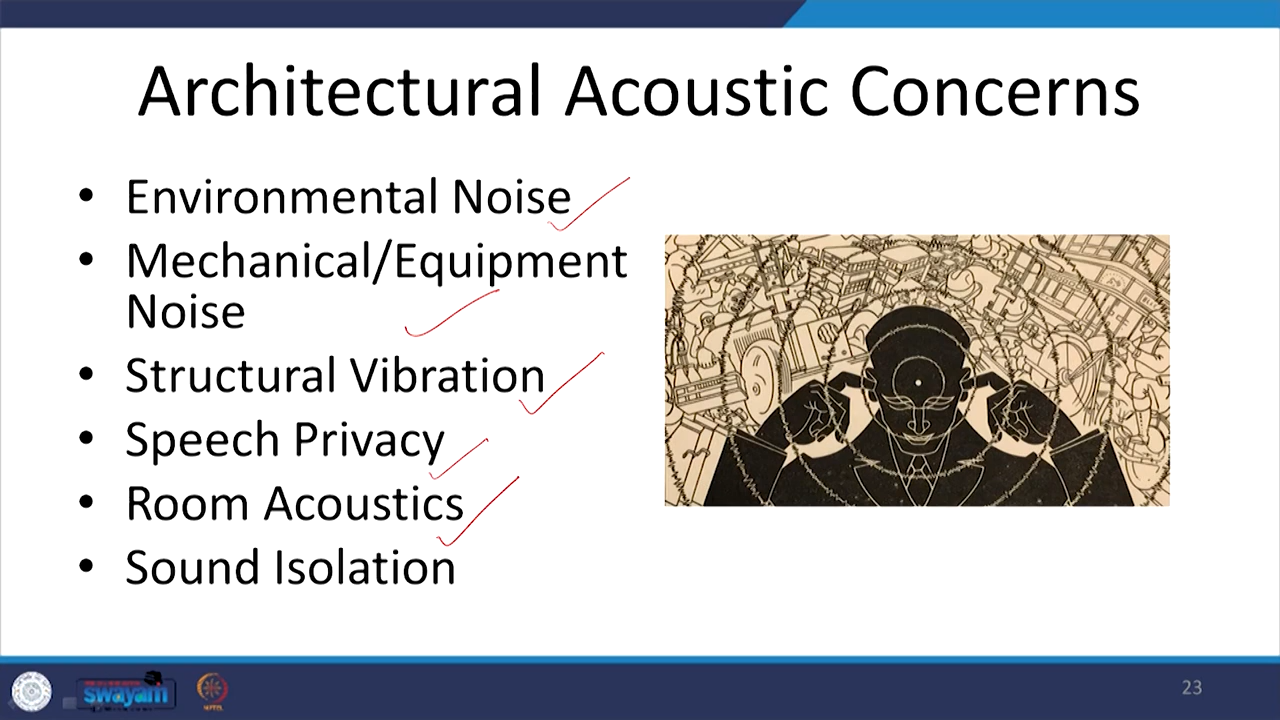 Architectural Acoustic Concerns
• Environmental Noise
• Mechanical/Equipment
Noise
• Structural Vibration
• Speech Privacy
• Room Acoustics
• Sound Isolation
swayam
23